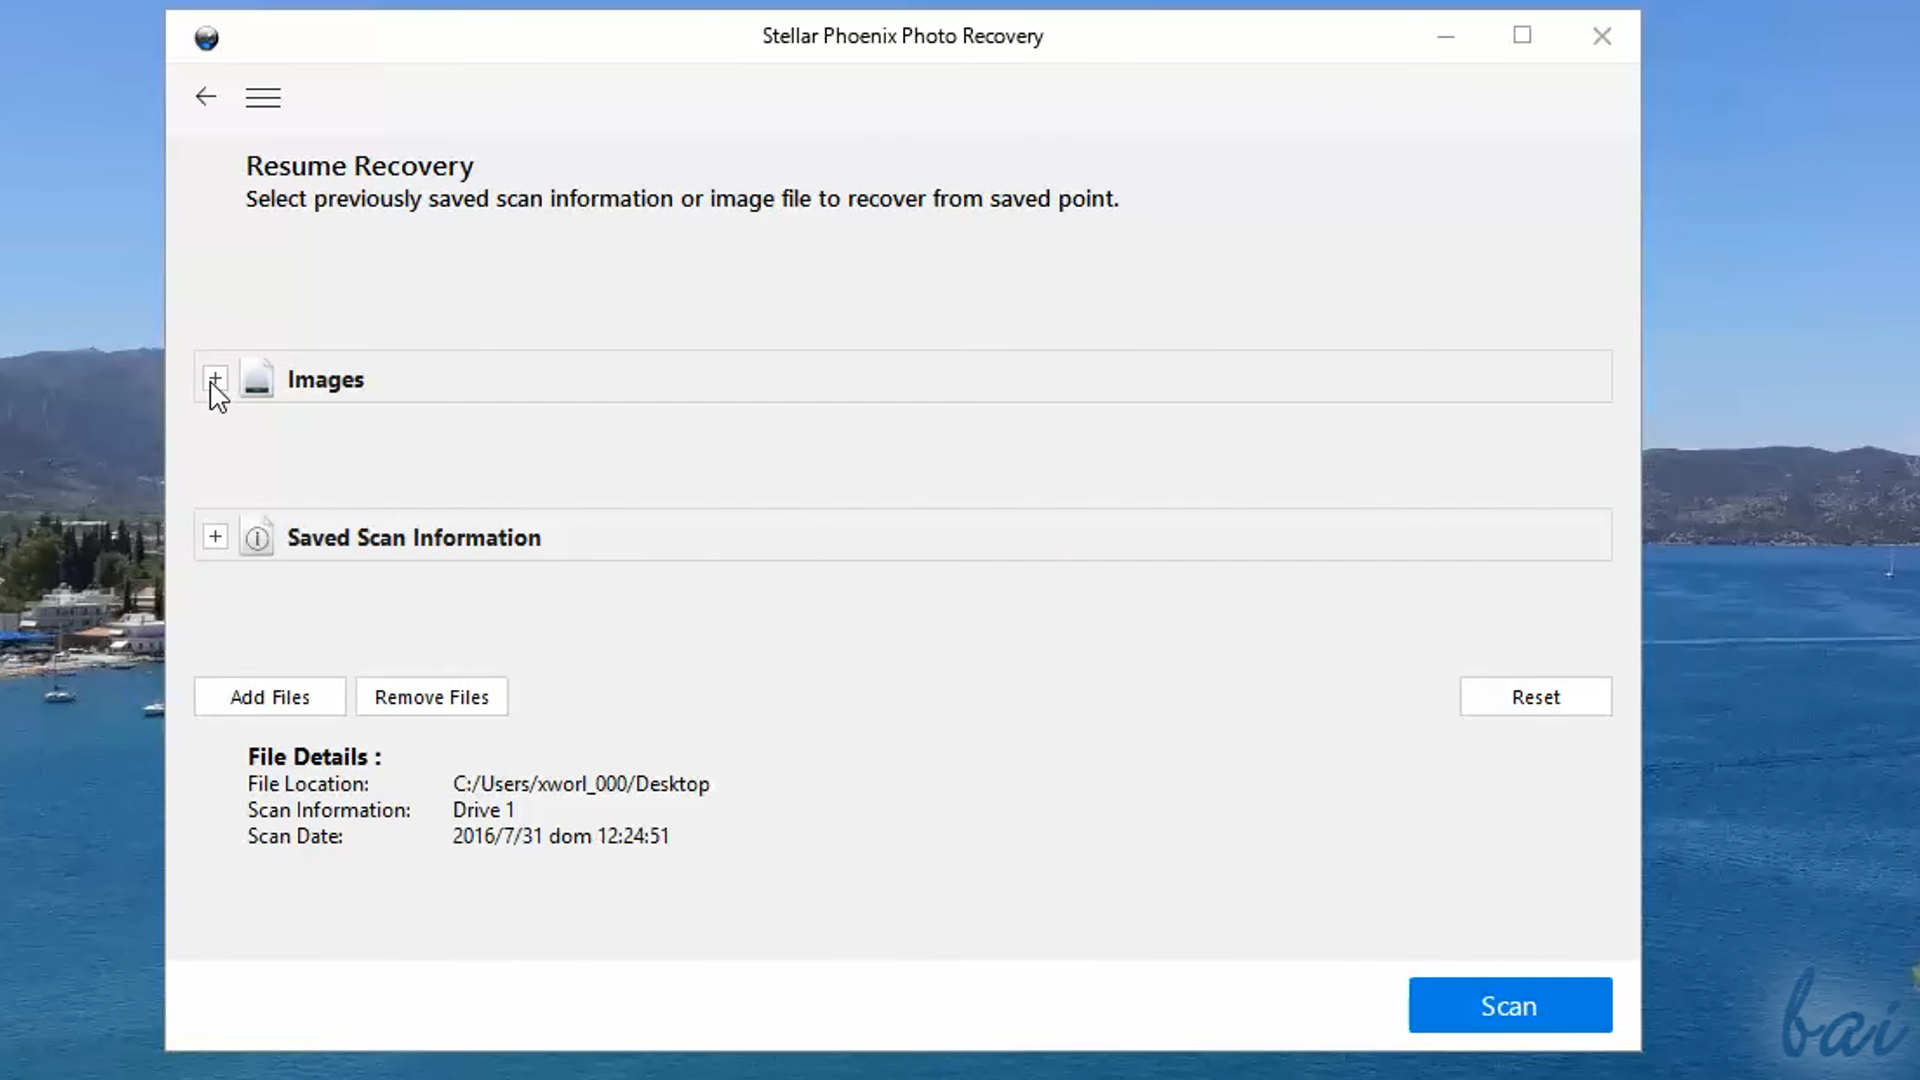 Stellar Phoenix Photo Recovery
Resume Recovery
Select previously saved scan information or image file to recover from saved point.
Images
Saved Scan Information
Add Files
Remove Files
Reset
File Details :
File Location: C:/Users/xworl_000/Desktop
Scan Information: Drive 1
Scan Date: 2016/7/31 dom 12:24:51
Scan
bai